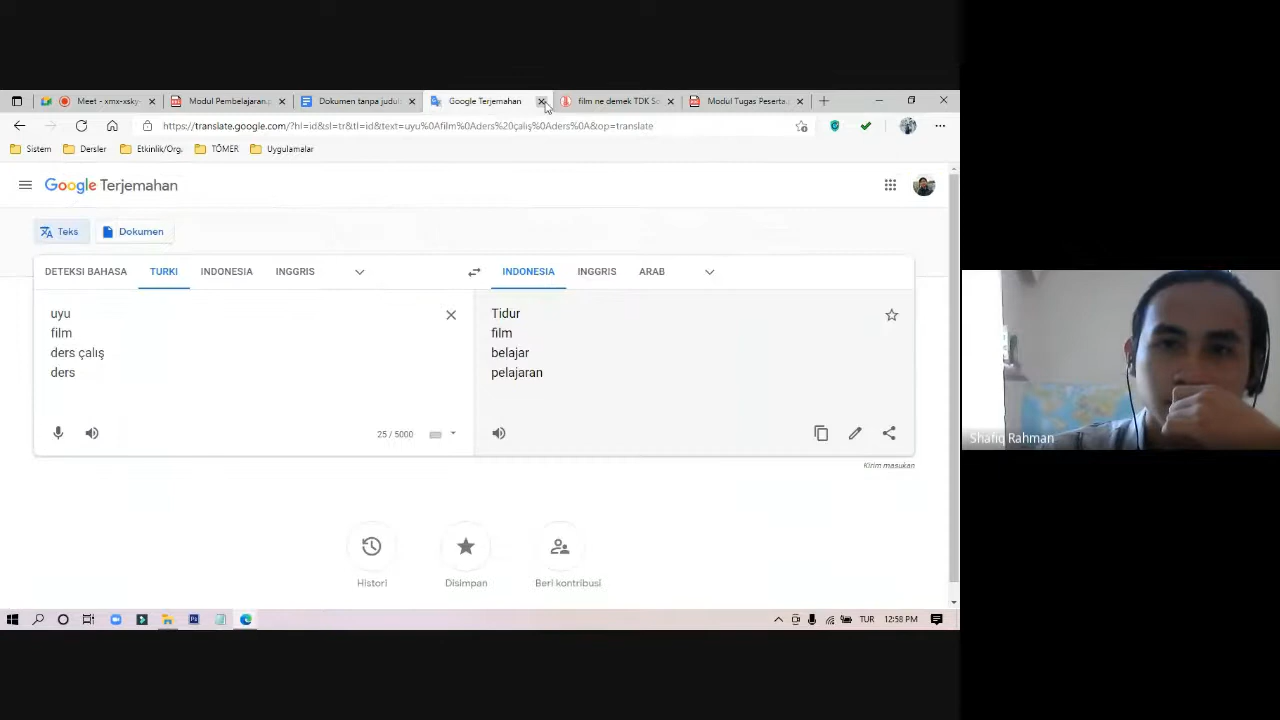 Meet - xmx-xsky-
Modul Pembelajaran.p
Dokumen tanpa judul
Google Terjemahan
film ne demek TDK Sö
Modul Tugas Peserta.
https://translate.google.com/?hl=id&sl=tr&tl=id&text=uyu%0Afilm%0Aders%20çalış%0Aders%0A&op=translate
Sistem
Dersler
Etkinlik/Org.
TÖMER
Uygulamalar
Google Terjemahan
Teks
Dokumen
DETEKSI BAHASA
TURKI
INDONESIA
INGGRIS
INDONESIA
INGGRIS
ARAB
uyu
film
ders çalış
ders
Tidur
film
belajar
pelajaran
25 / 5000
Kirim masukan
Histori
Disimpan
Beri kontribusi
TUR
12:58 PM
Shafiq Rahman